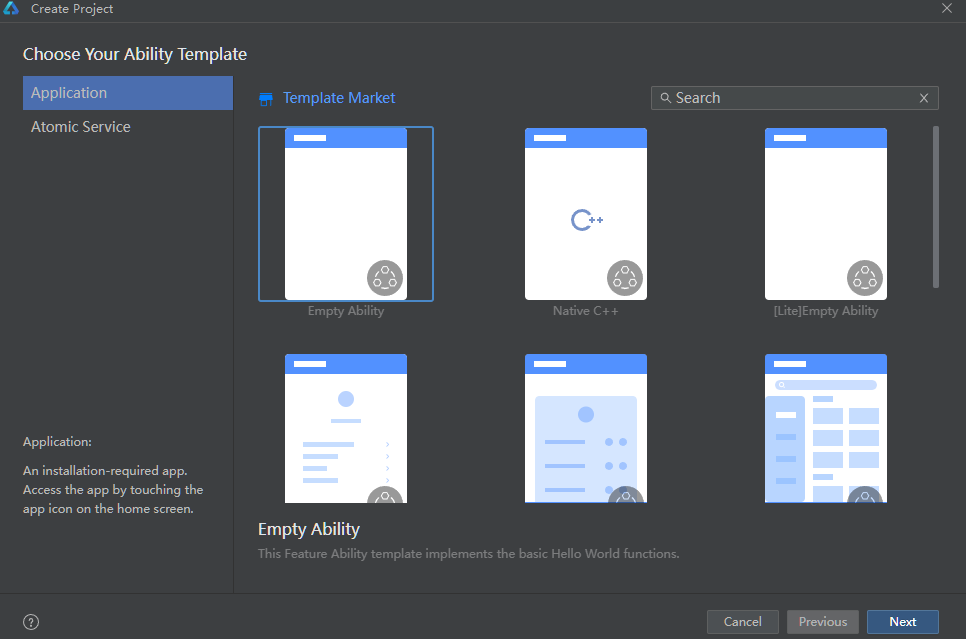 Create Project
Choose Your Ability Template
Application
Atomic Service
Template Market
Search
Empty Ability
C++
Native C++
[Lite]Empty Ability
Application:
An installation-required app.
Access the app by touching the
app icon on the home screen.
Empty Ability
This Feature Ability template implements the basic Hello World functions.
?
Cancel
Previous
Next